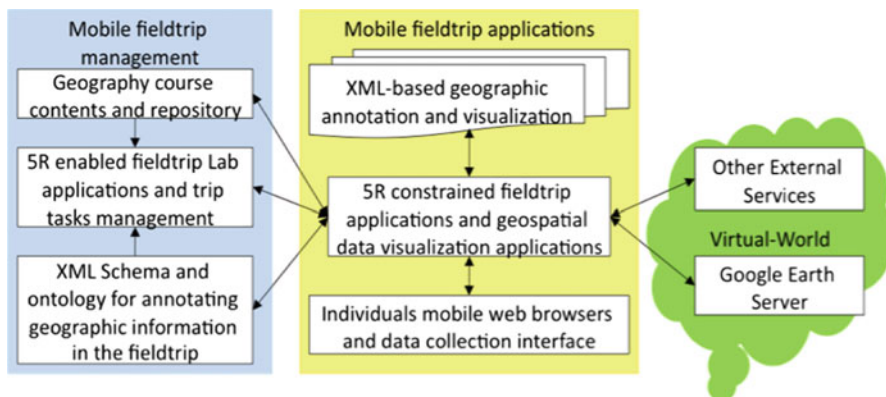 Mobile fieldtrip
management
Geography course
contents and repository
5R enabled fieldtrip Lab
applications and trip
tasks management
XML Schema and
ontology for annotating
geographic information
in the fieldtrip
Mobile fieldtrip applications
XML-based geographic
annotation and visualization
5R constrained fieldtrip
applications and geospatial
data visualization applications
Individuals mobile web browsers
and data collection interface
Other External
Services
Virtual-World
Google Earth
Server